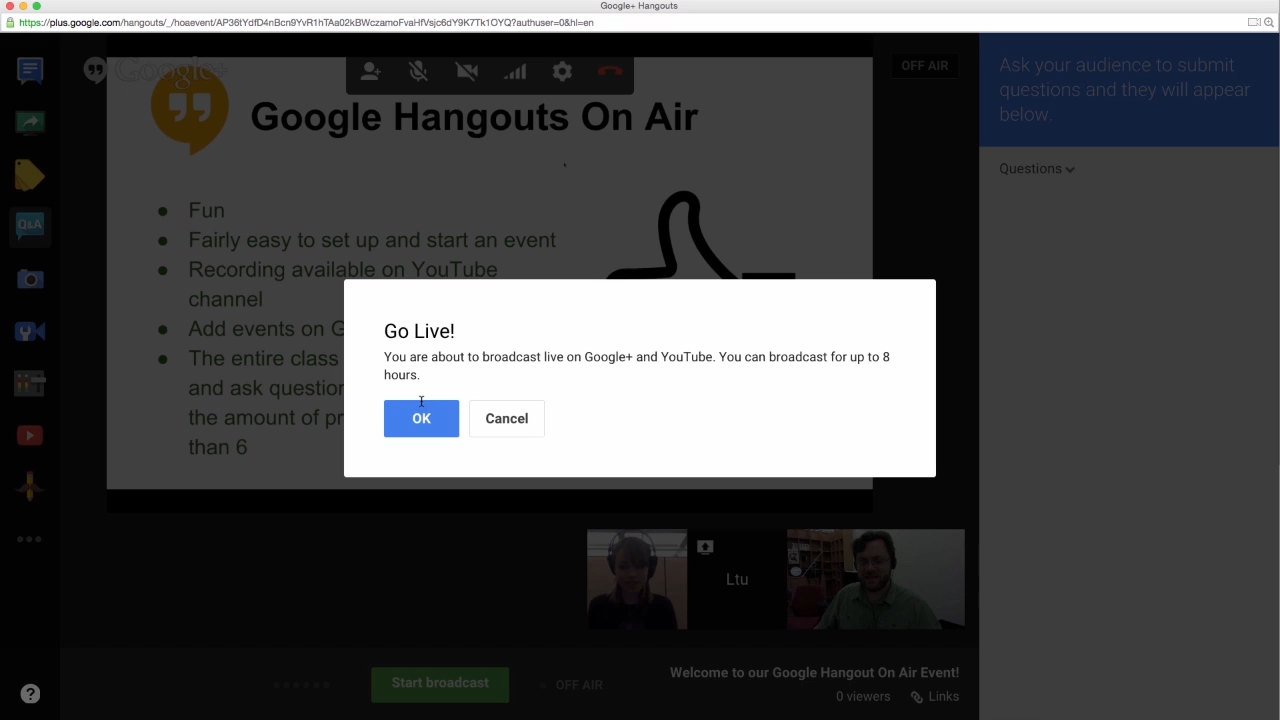 Google+ Hangouts
https://plus.google.com/hangouts/_/hoaevent/AP36tYdfD4nBcn9YvR1hTAa02kBWczamoFvaHfVsjc6dY9K7Tk1OYQ?authuser=0&hl=en
Google+
OFF AIR
Ask your audience to submit
questions and they will appear
below.
Questions
Q&A
Google Hangouts On Air
Fun
Fairly easy to set up and start an event
Recording available on YouTube
channel
Add events on G
The entire class
and ask question
the amount of pr
than 6
Go Live!
You are about to broadcast live on Google+ and YouTube. You can broadcast for up to 8
hours.
OK
Cancel
Ltu
Start broadcast
OFF AIR
Welcome to our Google Hangout On Air Event!
0 viewers
Links
?